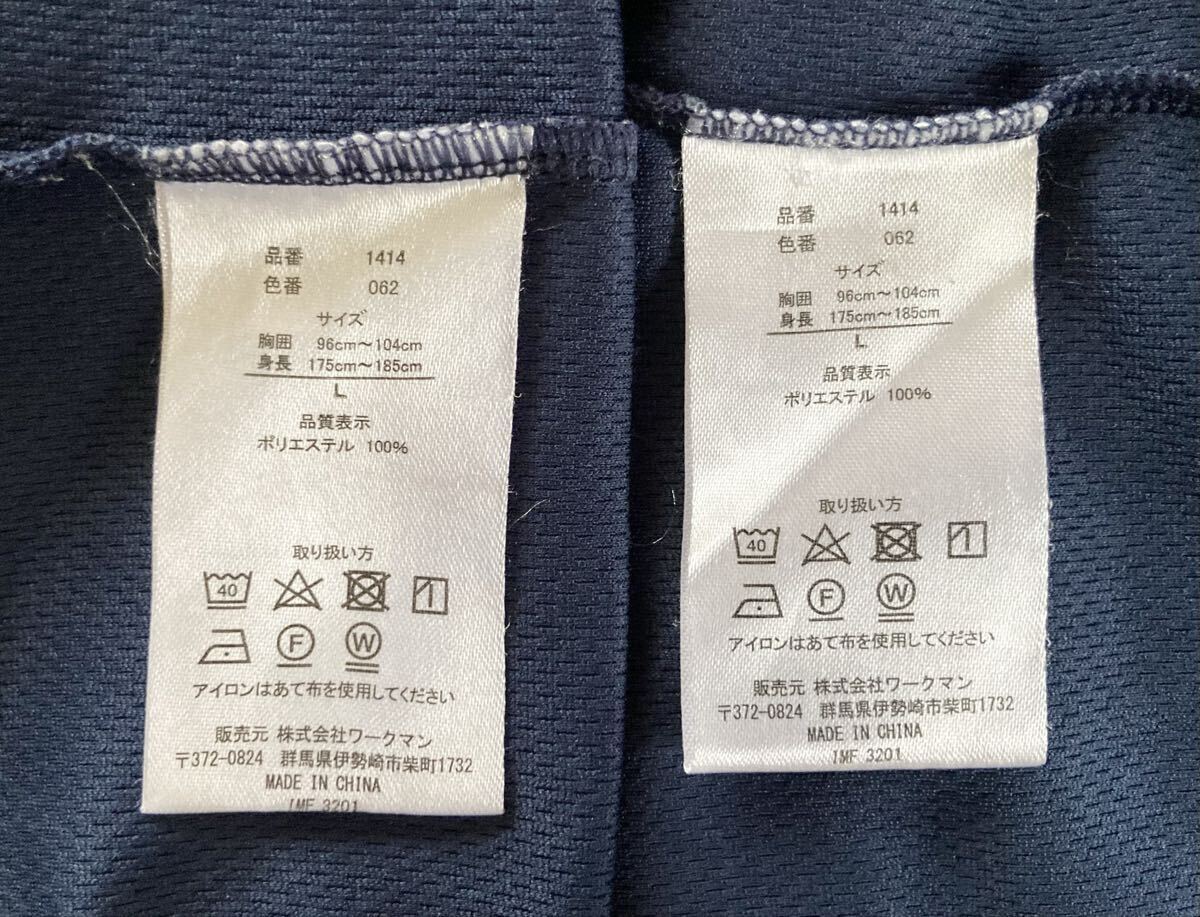 品番 1414
色番 062
サイズ
胸囲 96cm～104cm
身長 175cm～185cm
L
品質表示
ポリエステル 100%
取り扱い方
40
F W
アイロンはあて布を使用してください
販売元 株式会社ワークマン
〒372-0824 群馬県伊勢崎市柴町1732
MADE IN CHINA
IMF 3201
品番 1414
色番 062
サイズ
胸囲 96cm～104cm
身長 175cm～185cm
L
品質表示
ポリエステル 100%
取り扱い方
40
F W
アイロンはあて布を使用してください
販売元 株式会社ワークマン
〒372-0824 群馬県伊勢崎市柴町1732
MADE IN CHINA
IMF 3201